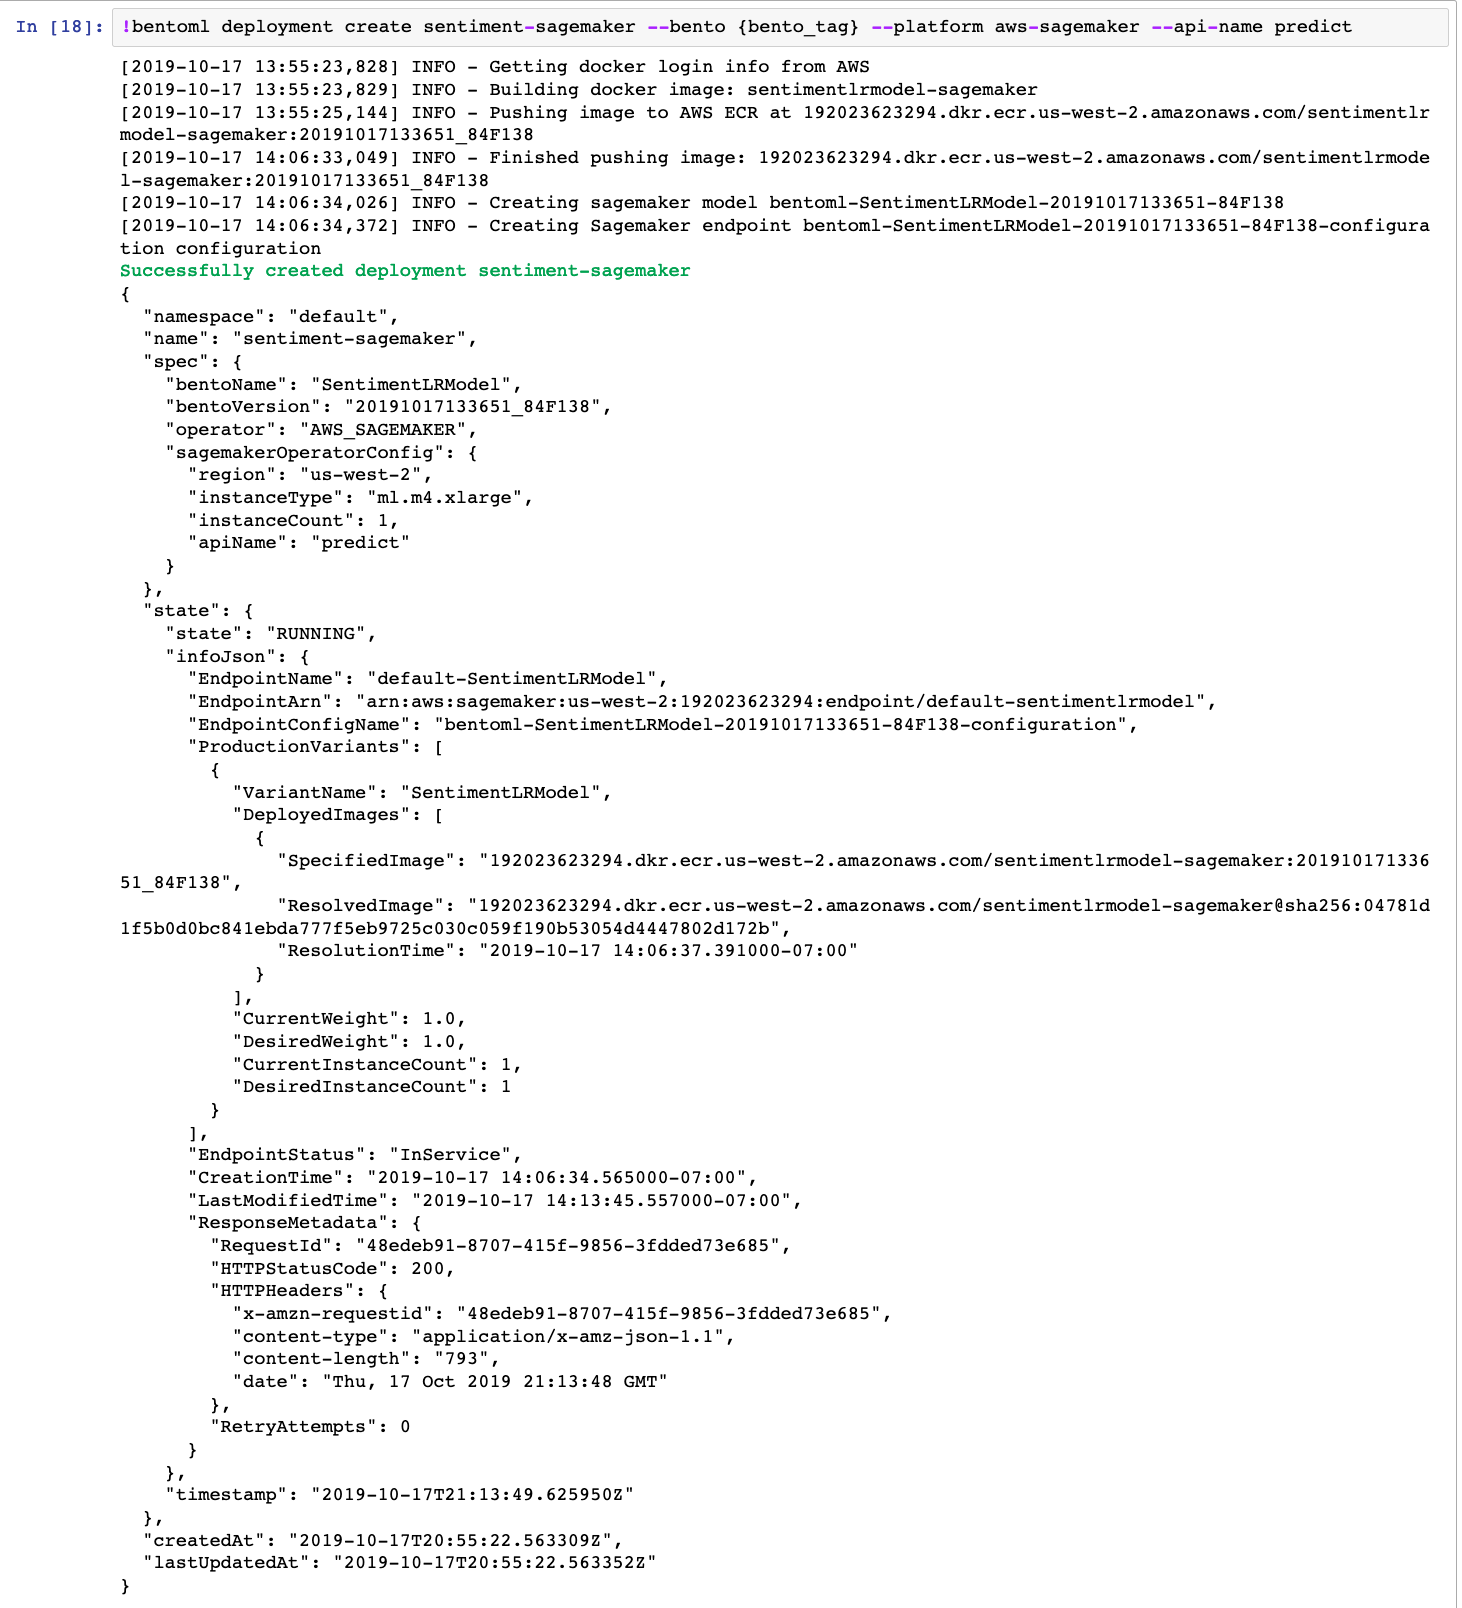 In [18]: !bentoml deployment create sentiment-sagemaker --bento {bento_tag} --platform aws-sagemaker --api-name predict
[2019-10-17 13:55:23,828] INFO - Getting docker login info from AWS
[2019-10-17 13:55:23,829] INFO - Building docker image: sentimentlrmodel-sagemaker
[2019-10-17 13:55:25,144] INFO - Pushing image to AWS ECR at 192023623294.dkr.ecr.us-west-2.amazonaws.com/sentimentlr
model-sagemaker:20191017133651_84F138
[2019-10-17 14:06:33,049] INFO - Finished pushing image: 192023623294.dkr.ecr.us-west-2.amazonaws.com/sentimentlrmode
l-sagemaker:20191017133651_84F138
[2019-10-17 14:06:34,026] INFO - Creating sagemaker model bentoml-SentimentLRModel-20191017133651-84F138
[2019-10-17 14:06:34,372] INFO - Creating Sagemaker endpoint bentoml-SentimentLRModel-20191017133651-84F138-configura
tion configuration
Successfully created deployment sentiment-sagemaker
{
  "namespace": "default",
  "name": "sentiment-sagemaker",
  "spec": {
    "bentoName": "SentimentLRModel",
    "bentoVersion": "20191017133651_84F138",
    "operator": "AWS_SAGEMAKER",
    "sagemakerOperatorConfig": {
      "region": "us-west-2",
      "instanceType": "ml.m4.xlarge",
      "instanceCount": 1,
      "apiName": "predict"
    }
  },
  "state": {
    "state": "RUNNING",
    "infoJson": {
      "EndpointName": "default-SentimentLRModel",
      "EndpointArn": "arn:aws:sagemaker:us-west-2:192023623294:endpoint/default-sentimentlrmodel",
      "EndpointConfigName": "bentoml-SentimentLRModel-20191017133651-84F138-configuration",
      "ProductionVariants": [
        {
          "VariantName": "SentimentLRModel",
          "DeployedImages": [
            {
              "SpecifiedImage": "192023623294.dkr.ecr.us-west-2.amazonaws.com/sentimentlrmodel-sagemaker:201910171336
51_84F138",
              "ResolvedImage": "192023623294.dkr.ecr.us-west-2.amazonaws.com/sentimentlrmodel-sagemaker@sha256:04781d
1f5b0d0bc841ebda777f5eb9725c030c059f190b53054d4447802d172b",
              "ResolutionTime": "2019-10-17 14:06:37.391000-07:00"
            }
          ],
          "CurrentWeight": 1.0,
          "DesiredWeight": 1.0,
          "CurrentInstanceCount": 1,
          "DesiredInstanceCount": 1
        }
      ],
      "EndpointStatus": "InService",
      "CreationTime": "2019-10-17 14:06:34.565000-07:00",
      "LastModifiedTime": "2019-10-17 14:13:45.557000-07:00",
      "ResponseMetadata": {
        "RequestId": "48edeb91-8707-415f-9856-3fdded73e685",
        "HTTPStatusCode": 200,
        "HTTPHeaders": {
          "x-amzn-requestid": "48edeb91-8707-415f-9856-3fdded73e685",
          "content-type": "application/x-amz-json-1.1",
          "content-length": "793",
          "date": "Thu, 17 Oct 2019 21:13:48 GMT"
        },
        "RetryAttempts": 0
      }
    },
    "timestamp": "2019-10-17T21:13:49.625950Z"
  },
  "createdAt": "2019-10-17T20:55:22.563309Z",
  "lastUpdatedAt": "2019-10-17T20:55:22.563352Z"
}